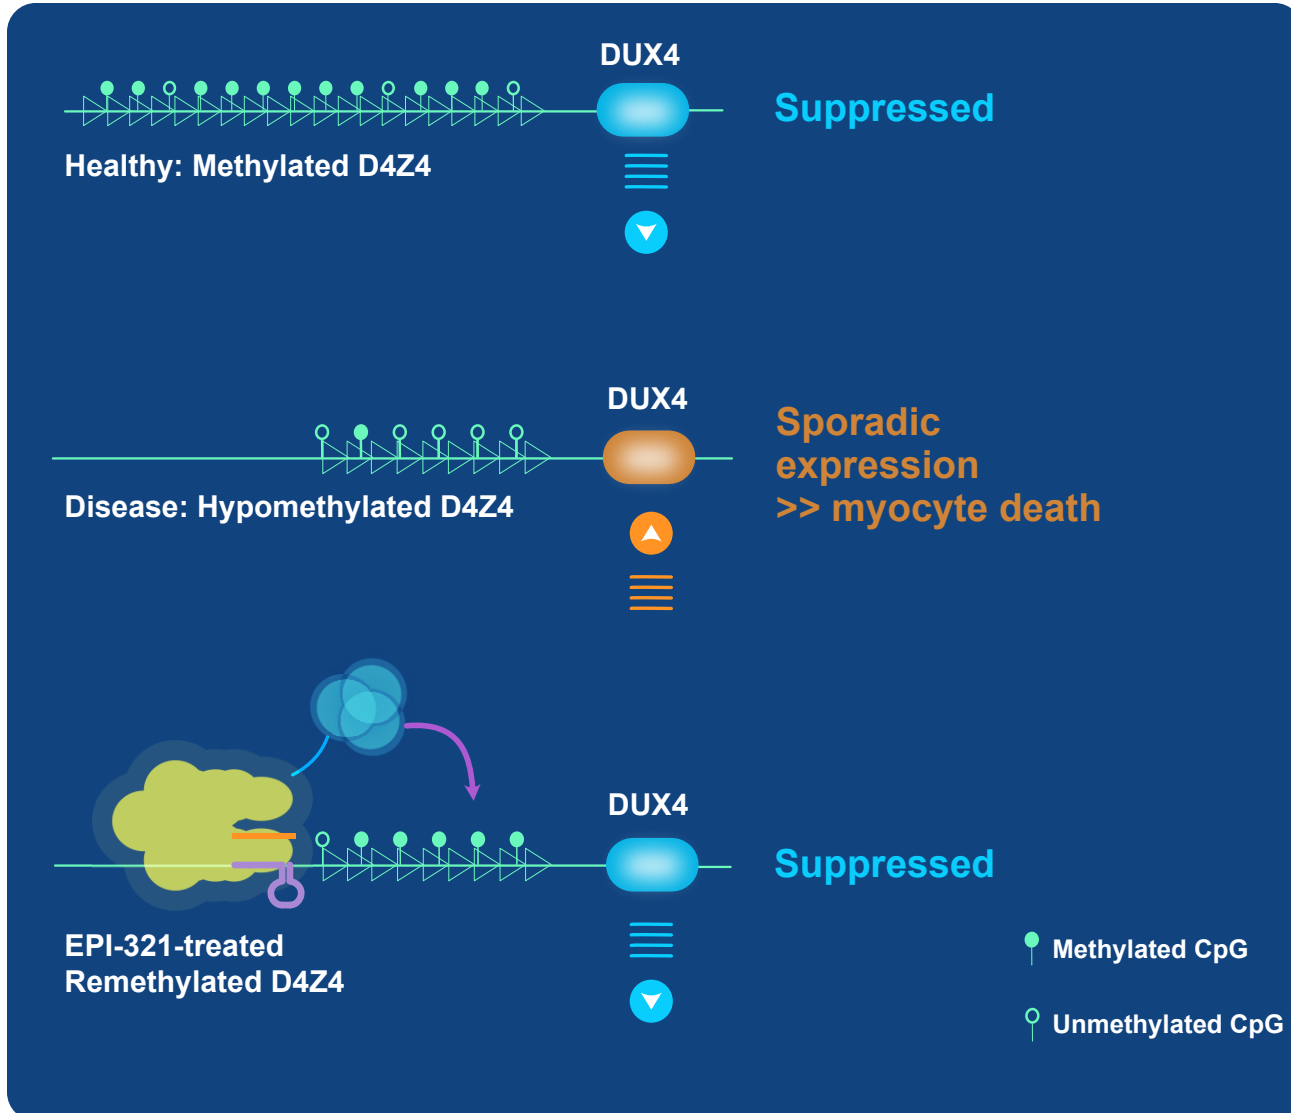 DUX4
Suppressed
Healthy: Methylated D4Z4
DUX4
Sporadic
expression
>> myocyte death
Disease: Hypomethylated D4Z4
DUX4
Suppressed
EPI-321-treated
Remethylated D4Z4
Methylated CpG
Unmethylated CpG